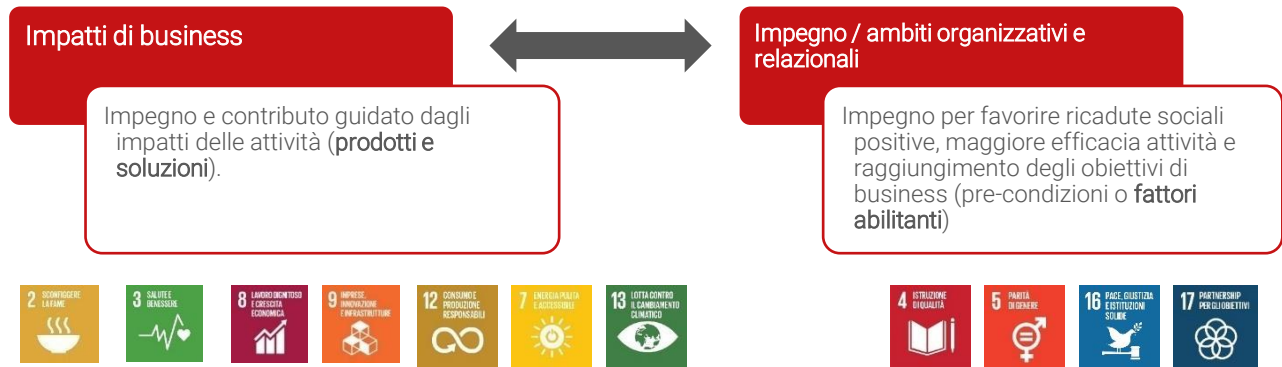 Impatti di business
Impegno e contributo guidato dagli
impatti delle attività (prodotti e
soluzioni).
Impegno / ambiti organizzativi e
relazionali
Impegno per favorire ricadute sociali
positive, maggiore efficacia attività e
raggiungimento degli obiettivi di
business (pre-condizioni o fattori
abilitanti)
2 SCONFIGGERE
LA FAME
3 SALUTE E
BENESSERE
8 LAVORO DIGNITOSO
E CRESCITA
ECONOMICA
9 IMPRESE,
INNOVAZIONE
E INFRASTRUTTURE
12 CONSUMO E
PRODUZIONE
RESPONSABILI
7 ENERGIA PULITA
E ACCESSIBILE
13 LOTTA CONTRO
IL CAMBIAMENTO
CLIMATICO
4 ISTRUZIONE
DI QUALITÀ
5 PARITÀ
DI GENERE
16 PACE, GIUSTIZIA
E ISTITUZIONI
SOLIDE
17 PARTNERSHIP
PER GLI OBIETTIVI